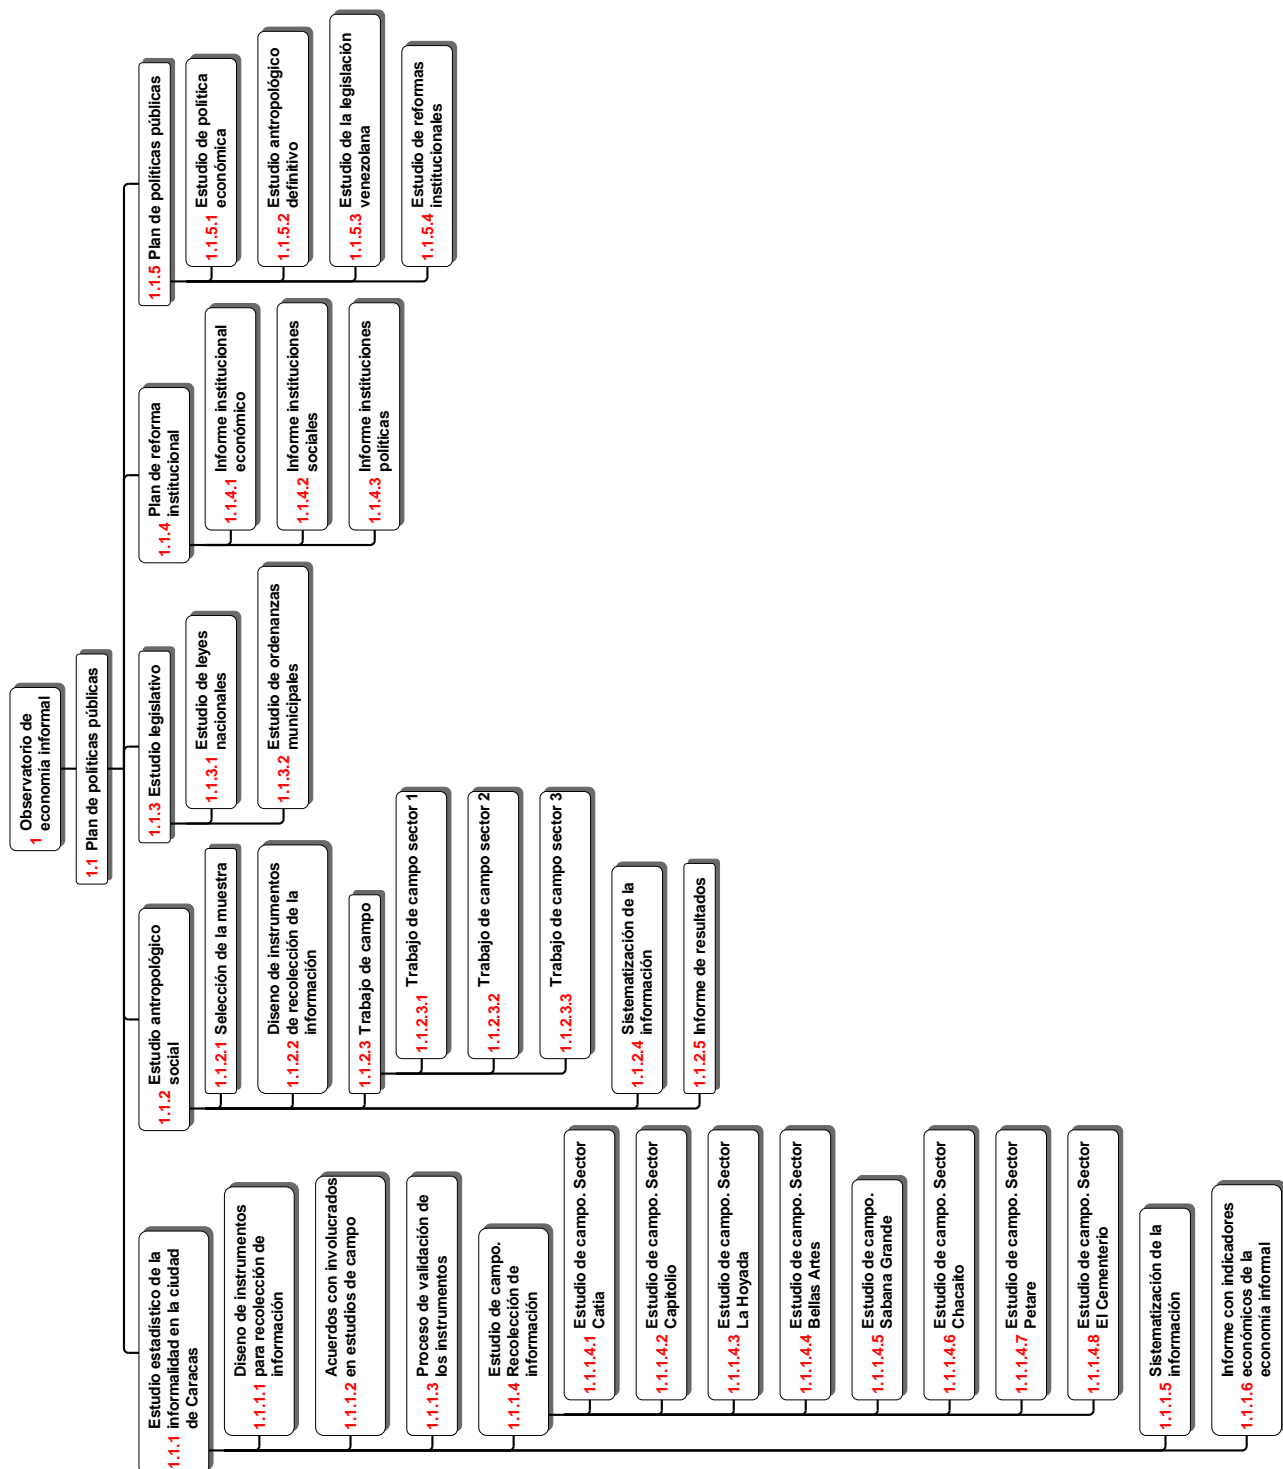 Observatorio de
1 economía informal
1.1 Plan de políticas públicas
Estudio estadístico de la
1.1.1 informalidad en la ciudad
de Caracas
Diseno de instrumentos
1.1.1.1 para recolección de
información
Acuerdos con involucrados
1.1.1.2 en estudios de campo
Proceso de validación de
1.1.1.3 los instrumentos
Estudio de campo.
1.1.1.4 Recolección de
información
Estudio de campo. Sector
1.1.1.4.1 Catia
Estudio de campo. Sector
1.1.1.4.2 Capitolio
Estudio de campo. Sector
1.1.1.4.3 La Hoyada
Estudio de campo. Sector
1.1.1.4.4 Bellas Artes
Estudio de campo.
1.1.1.4.5 Sabana Grande
Estudio de campo. Sector
1.1.1.4.6 Chacaito
Estudio de campo. Sector
1.1.1.4.7 Petare
Estudio de campo. Sector
1.1.1.4.8 El Cementerio
Sistematización de la
1.1.1.5 información
Informe con indicadores
1.1.1.6 económicos de la
economía informal
Estudio antropológico
1.1.2 social
1.1.2.1 Selección de la muestra
Diseno de instrumentos
1.1.2.2 de recolección de la
información
1.1.2.3 Trabajo de campo
1.1.2.3.1 Trabajo de campo sector 1
1.1.2.3.2 Trabajo de campo sector 2
1.1.2.3.3 Trabajo de campo sector 3
Sistematización de la
1.1.2.4 información
1.1.2.5 Informe de resultados
1.1.3 Estudio legislativo
Estudio de leyes
1.1.3.1 nacionales
Estudio de ordenanzas
1.1.3.2 municipales
Plan de reforma
1.1.4 institucional
Informe institucional
1.1.4.1 económico
Informe instituciones
1.1.4.2 sociales
Informe instituciones
1.1.4.3 políticas
1.1.5 Plan de políticas públicas
Estudio de política
1.1.5.1 económica
Estudio antropológico
1.1.5.2 definitivo
Estudio de la legislación
1.1.5.3 venezolana
Estudio de reformas
1.1.5.4 institucionales